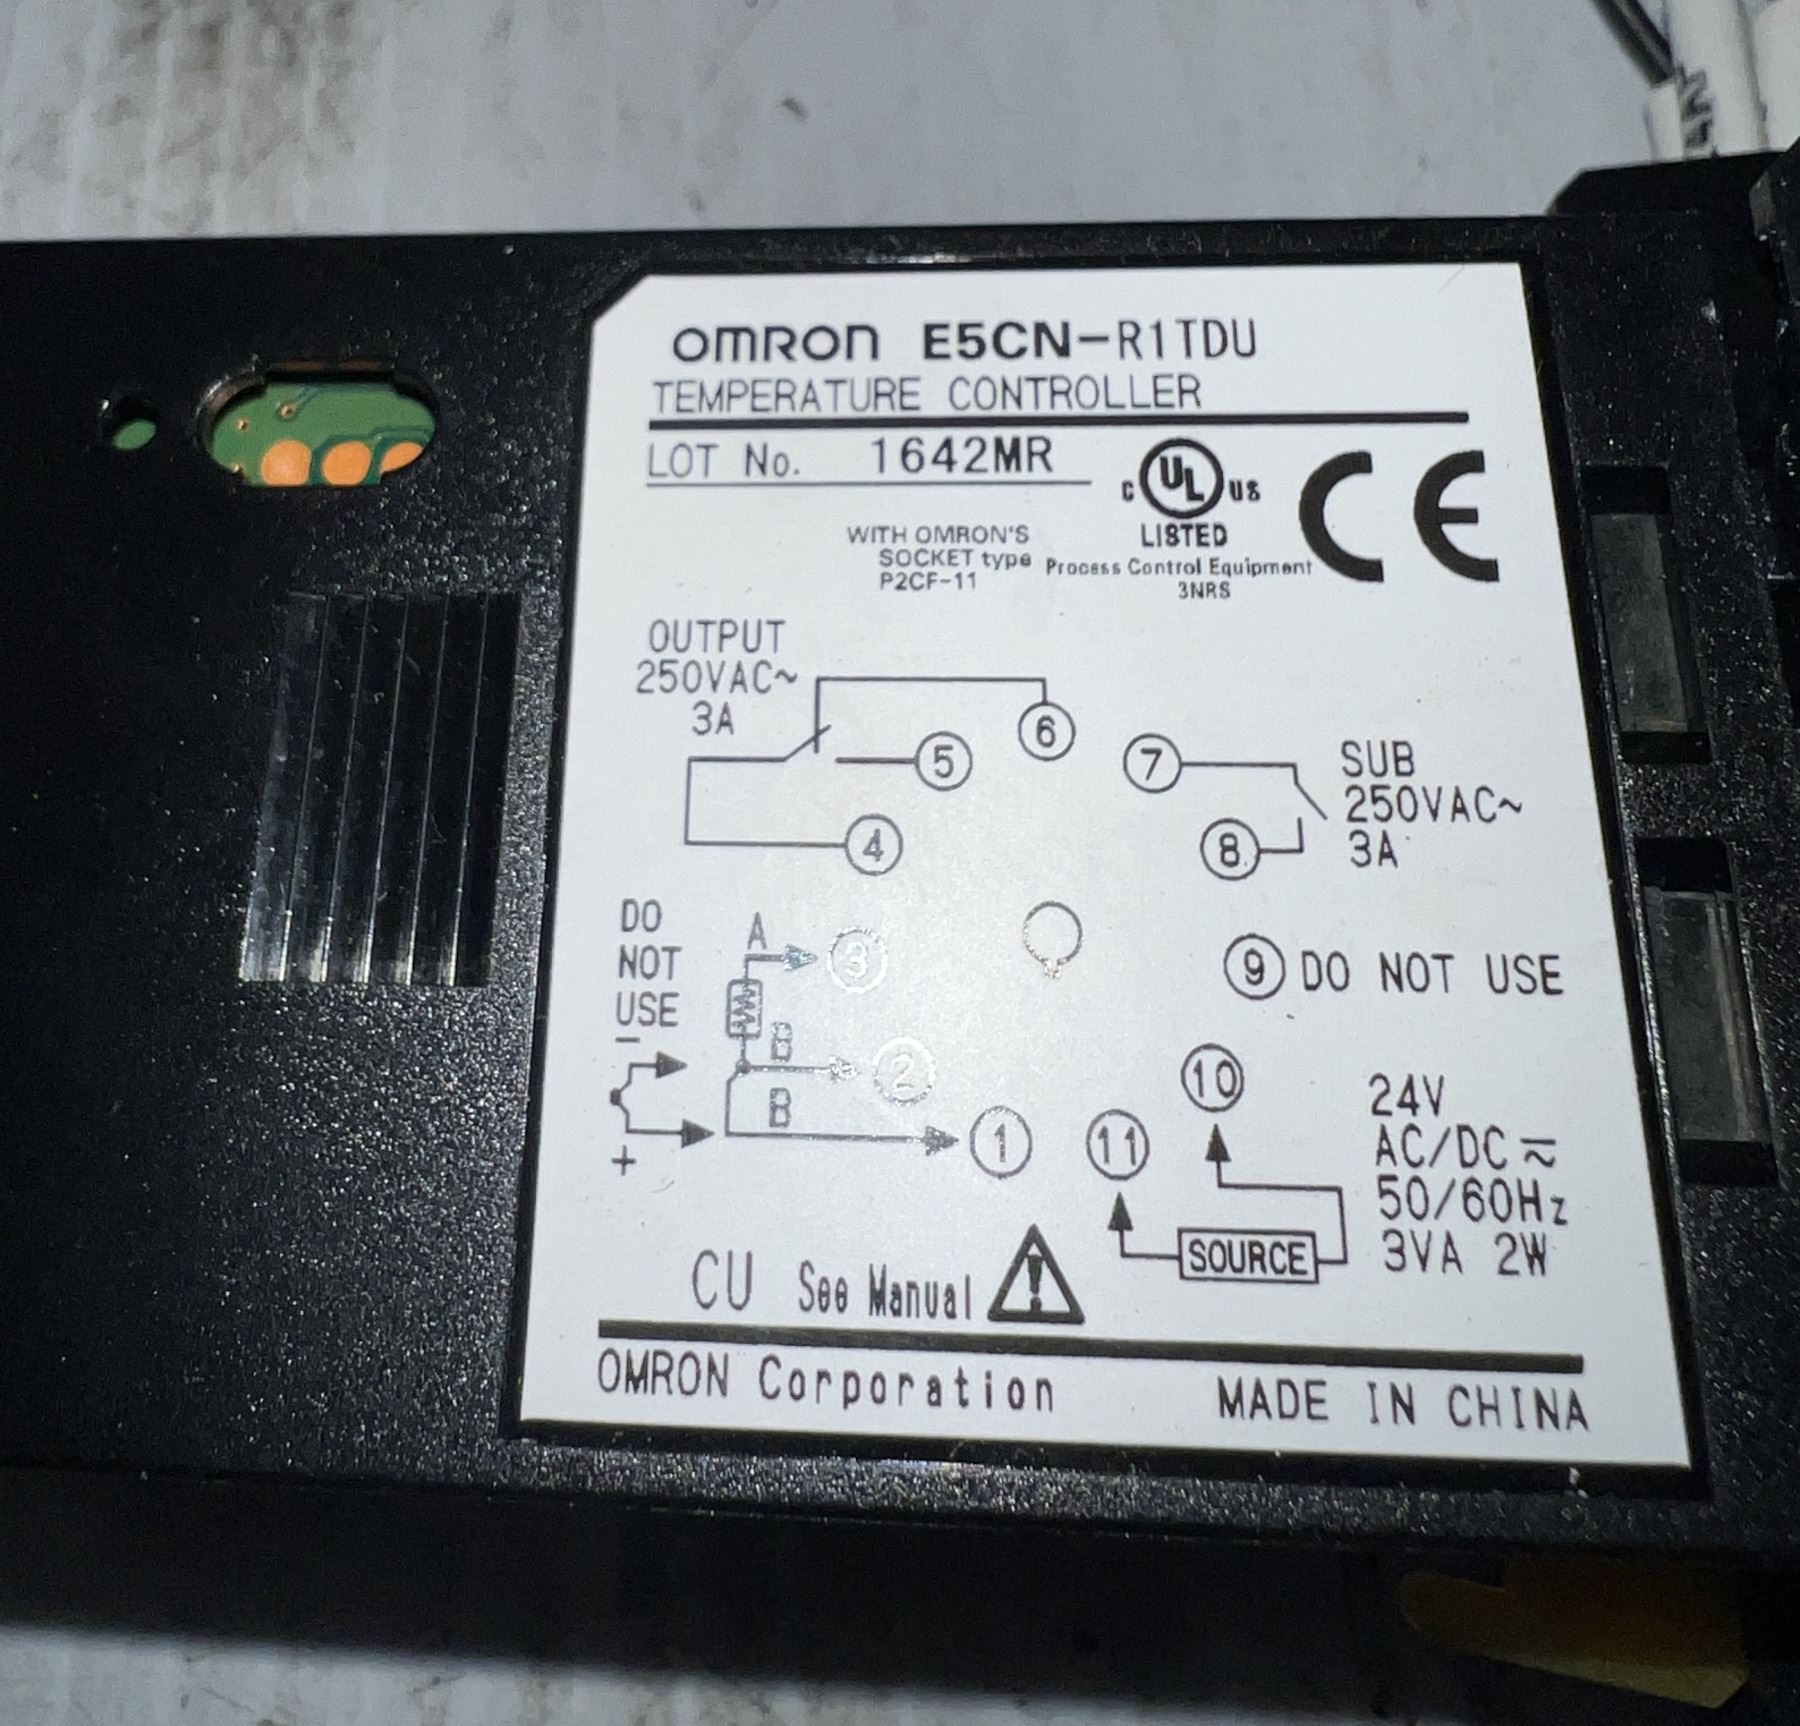 OMRON E5CN-R1TDU
TEMPERATURE CONTROLLER
LOT No. 1642MR
C UL US
LISTED
CE
WITH OMRON'S
SOCKET type
P2CF-11
Process Control Equipment
3NRS
OUTPUT
250VAC~
3A
6
5
4
7
8
SUB
250VAC~
3A
DO
NOT
USE
-
+
A
3
B
2
B
1
9 DO NOT USE
10
11
SOURCE
24V
AC/DC ⎓~
50/60Hz
3VA 2W
CU See Manual !
OMRON Corporation MADE IN CHINA